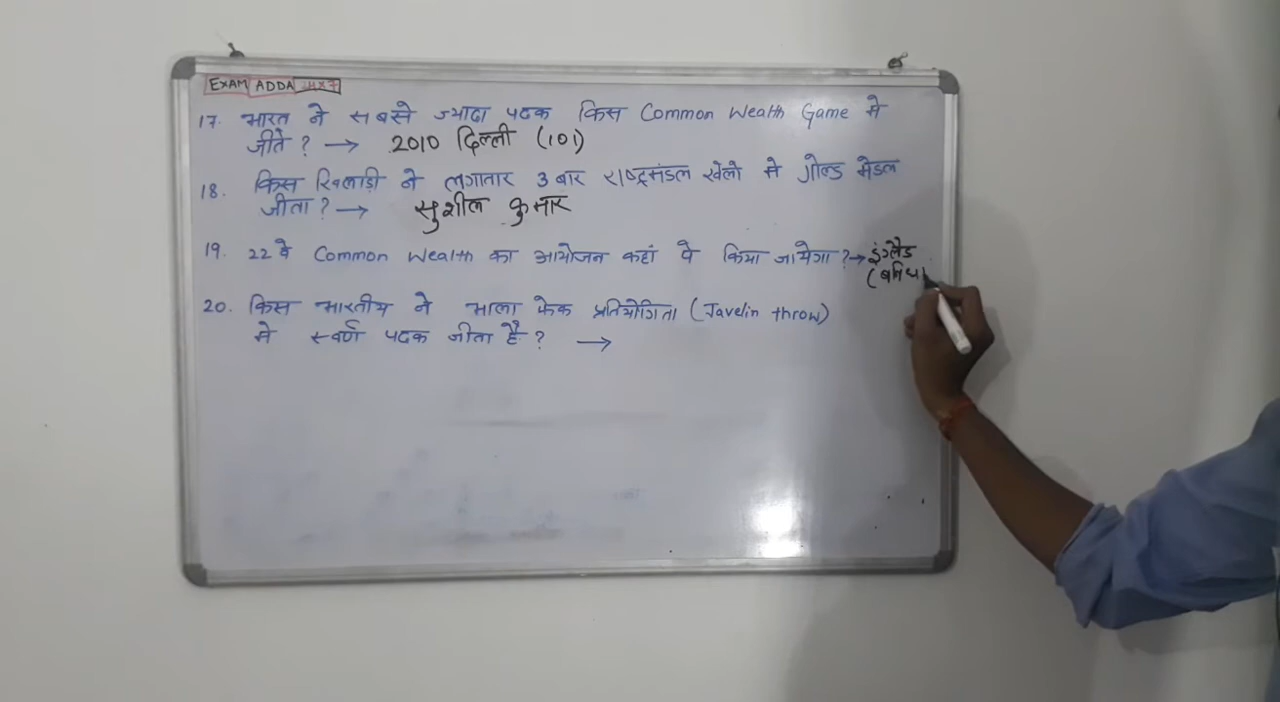 EXAM ADDA 24x7
17. भारत ने सबसे ज्यादा पदक किस Common Wealth Game मे
जीते ? → 2010 दिल्ली (101)
18. किस खिलाड़ी ने लगातार 3 बार राष्ट्रमंडल खेलो मे गोल्ड मेडल
जीता ? → सुशील कुमार
19. 22 वे Common Wealth का आयोजन कहां पे किया जायेगा ? → इंग्लैड
20. किस भारतीय ने भाला फेक प्रतियोगिता (Javelin throw)
मे स्वर्ण पदक जीता है ? →